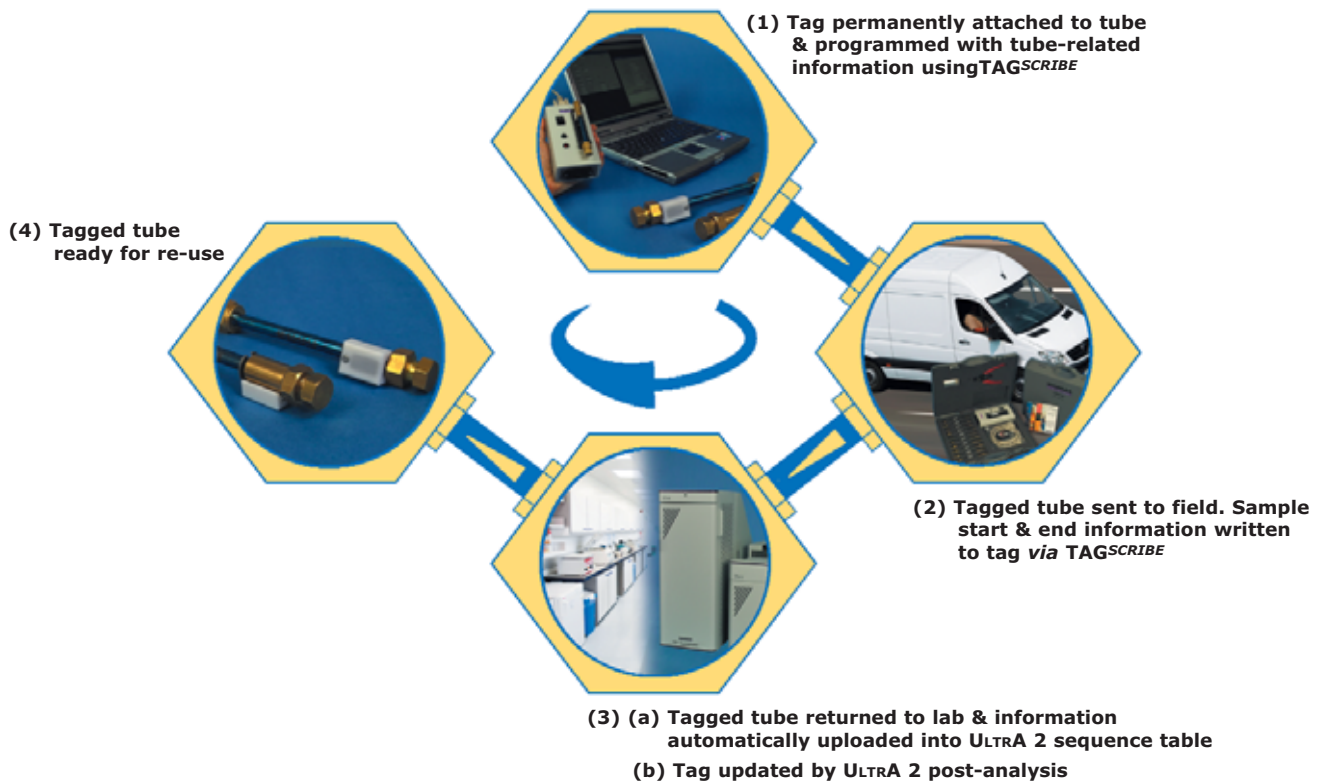 (1) Tag permanently attached to tube
& programmed with tube-related
information usingTAGSCRIBE
(4) Tagged tube
ready for re-use
(2) Tagged tube sent to field. Sample
start & end information written
to tag via TAGSCRIBE
(3) (a) Tagged tube returned to lab & information
automatically uploaded into ULTRA 2 sequence table
(b) Tag updated by ULTRA 2 post-analysis